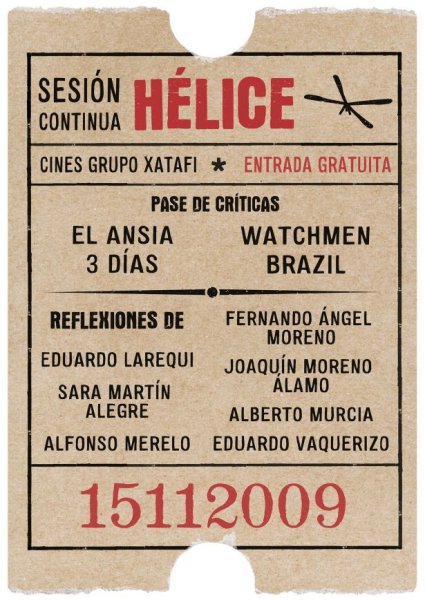 SESIÓN
CONTINUA
HÉLICE
CINES GRUPO XATAFI * ENTRADA GRATUITA
PASE DE CRÍTICAS
EL ANSIA
3 DÍAS
WATCHMEN
BRAZIL
REFLEXIONES DE
EDUARDO LAREQUI
SARA MARTÍN
ALEGRE
ALFONSO MERELO
FERNANDO ÁNGEL
MORENO
JOAQUÍN MORENO
ÁLAMO
ALBERTO MURCIA
EDUARDO VAQUERIZO
15112009